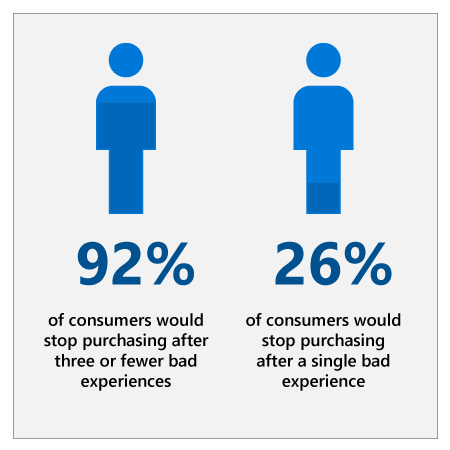 92%
of consumers would
stop purchasing after
three or fewer bad
experiences
26%
of consumers would
stop purchasing
after a single bad
experience